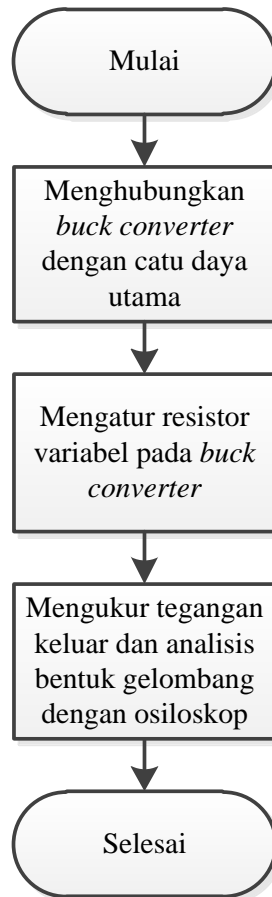 Mulai
Menghubungkan
buck converter
dengan catu daya
utama
Mengatur resistor
variabel pada buck
converter
Mengukur tegangan
keluar dan analisis
bentuk gelombang
dengan osiloskop
Selesai